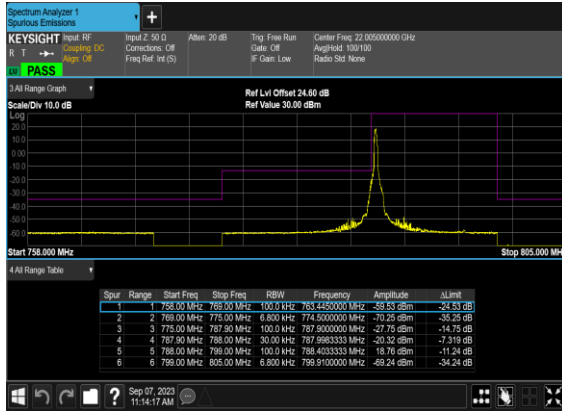 Spectrum Analyzer 1
Spurious Emissions
+
KEYSIGHT
R T
LU PASS
Input: RF
Coupling: DC
Align: Off
Input Z: 50 Ω
Corrections: Off
Freq Ref: Int (S)
Atten: 20 dB
Trig: Free Run
Gate: Off
IF Gain: Low
Center Freq: 22.005000000 GHz
Avg|Hold: 100/100
Radio Std: None
3 All Range Graph
Ref Lvl Offset 24.60 dB
Scale/Div 10.0 dB
Ref Value 30.00 dBm
Log
20.0
10.0
0.00
-10.0
-20.0
-30.0
-40.0
-50.0
-60.0
Start 758.000 MHz
Stop 805.000 MH
4 All Range Table
Spur Range Start Freq Stop Freq RBW Frequency Amplitude ΔLimit
1 1 758.00 MHz 769.00 MHz 100.0 kHz 763.4450000 MHz -59.53 dBm -24.53 dB
2 2 769.00 MHz 775.00 MHz 6.800 kHz 774.5000000 MHz -70.25 dBm -35.25 dB
3 3 775.00 MHz 787.90 MHz 100.0 kHz 787.9000000 MHz -27.75 dBm -14.75 dB
4 4 787.90 MHz 788.00 MHz 30.00 kHz 787.9983333 MHz -20.32 dBm -7.319 dB
5 5 788.00 MHz 799.00 MHz 100.0 kHz 788.4033333 MHz 18.76 dBm -11.24 dB
6 6 799.00 MHz 805.00 MHz 6.800 kHz 799.9100000 MHz -69.24 dBm -34.24 dB
?
Sep 07, 2023
11:14:17 AM